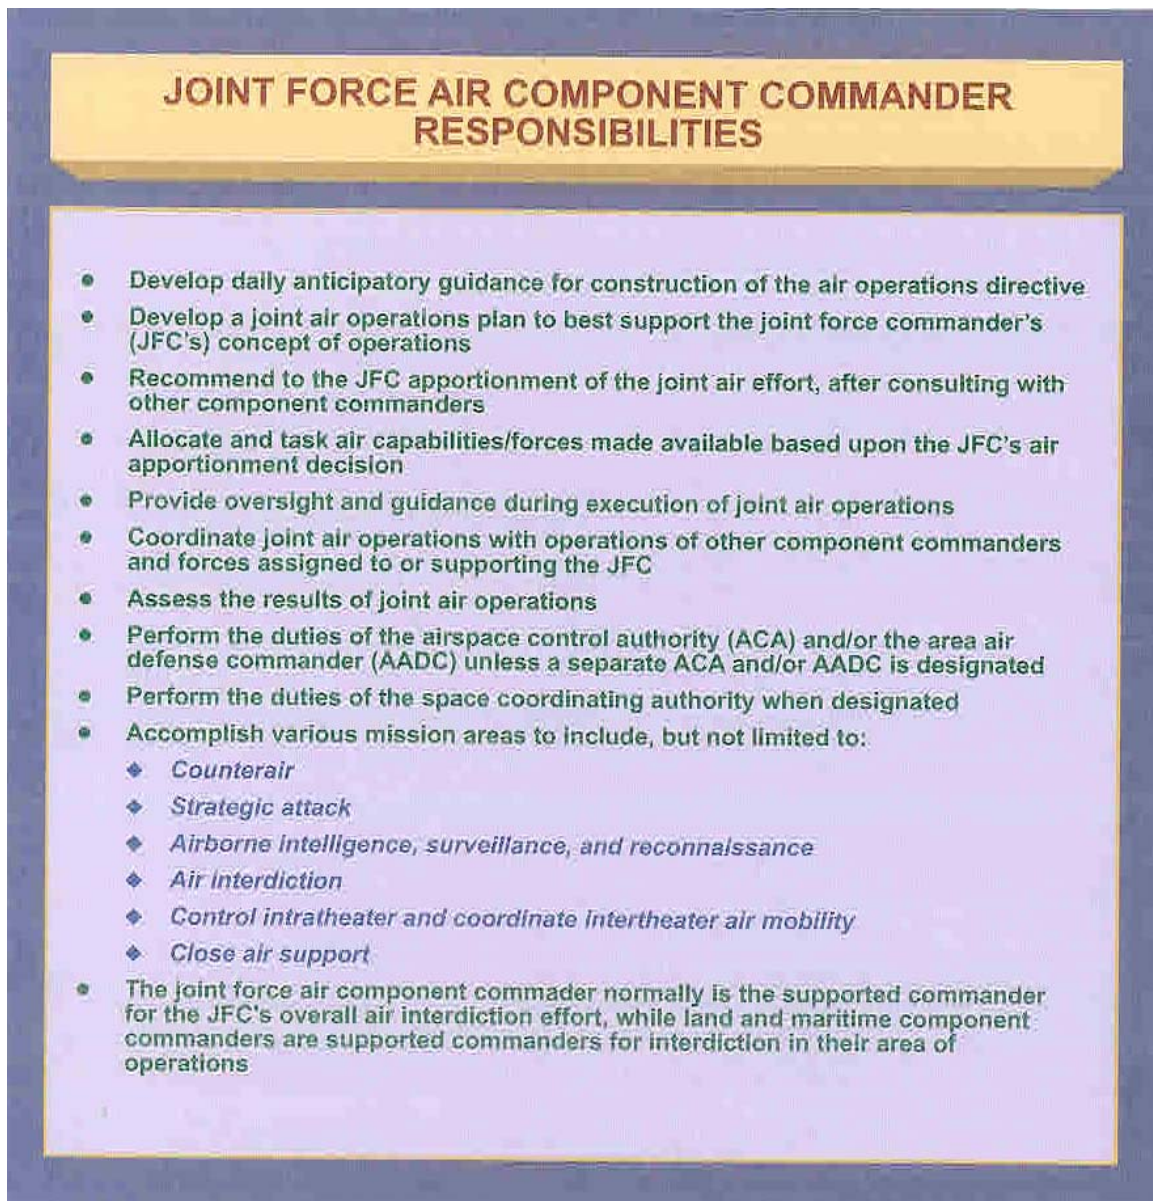 JOINT FORCE AIR COMPONENT COMMANDER
RESPONSIBILITIES
• Develop daily anticipatory guidance for construction of the air operations directive
• Develop a joint air operations plan to best support the joint force commander's
(JFC's) concept of operations
• Recommend to the JFC apportionment of the joint air effort, after consulting with
other component commanders
• Allocate and task air capabilities/forces made available based upon the JFC's air
apportionment decision
• Provide oversight and guidance during execution of joint air operations
• Coordinate joint air operations with operations of other component commanders
and forces assigned to or supporting the JFC
• Assess the results of joint air operations
• Perform the duties of the airspace control authority (ACA) and/or the area air
defense commander (AADC) unless a separate ACA and/or AADC is designated
• Perform the duties of the space coordinating authority when designated
• Accomplish various mission areas to include, but not limited to:
❖ Counterair
❖ Strategic attack
❖ Airborne intelligence, surveillance, and reconnaissance
❖ Air interdiction
❖ Control intratheater and coordinate intertheater air mobility
❖ Close air support
• The joint force air component commader normally is the supported commander
for the JFC's overall air interdiction effort, while land and maritime component
commanders are supported commanders for interdiction in their area of
operations